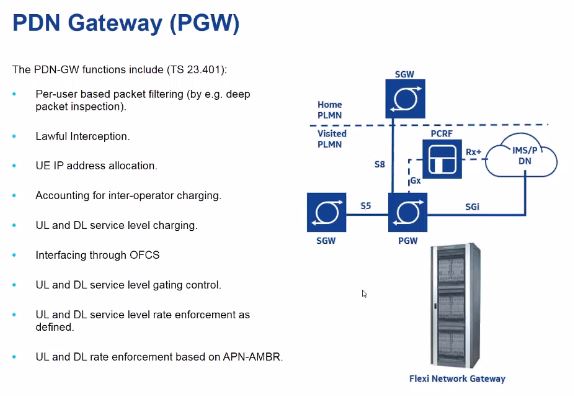 PDN Gateway (PGW)
The PDN-GW functions include (TS 23.401):
• Per-user based packet filtering (by e.g. deep
packet inspection).
• Lawful Interception.
• UE IP address allocation.
• Accounting for inter-operator charging.
• UL and DL service level charging.
• Interfacing through OFCS
• UL and DL service level gating control.
• UL and DL service level rate enforcement as
defined.
• UL and DL rate enforcement based on APN-AMBR.
SGW
Home
PLMN
Visited
PLMN
PCRF
Rx+
IMS/P
DN
S8
Gx
S5
SGi
SGW
PGW
Flexi Network Gateway